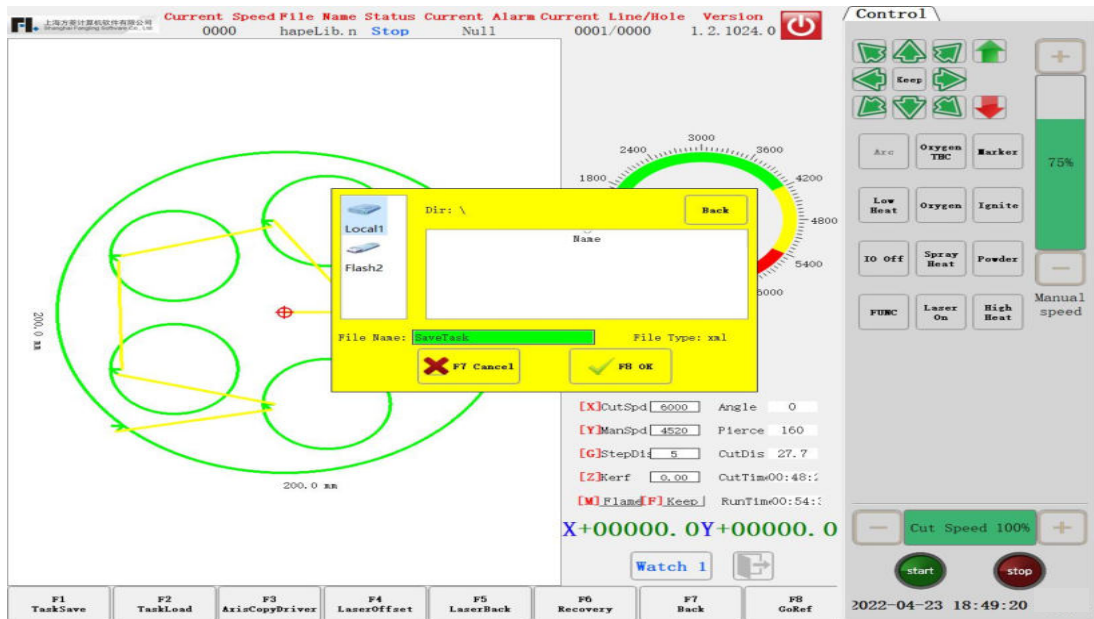 上海方菱计算机软件有限公司
Shanghai Fangling Software Co., Ltd
Current Speed File Name Status Current Alarm Current Line/Hole Version
0000 hapeLib.n Stop Null 0001/0000 1.2.1024.0
Control
Keep
75%
Arc Oxygen THC Marker
Low Heat Oxygen Ignite
IO Off Spray Heat Powder
FUNC Laser On High Heat
Manual speed
200.0 mm
200.0 mm
1800 2400 3000 3600 4200 4800 5400 6000
Local1
Flash2
Dir: \
Back
Name
File Name: SaveTask File Type: xml
F7 Cancel F8 OK
[X]CutSpd 6000 Angle 0
[Y]ManSpd 4520 Pierce 160
[G]StepDis 5 CutDis 27.7
[Z]Kerf 0.00 CutTime00:48:2
[M] Flame [F] Keep RunTime00:54:
X+00000.0Y+00000.0
Watch 1
Cut Speed 100%
start stop
2022-04-23 18:49:20
F1 TaskSave
F2 TaskLoad
F3 AxisCopyDriver
F4 LaserOffset
F5 LaserBack
F6 Recovery
F7 Back
F8 GoRef